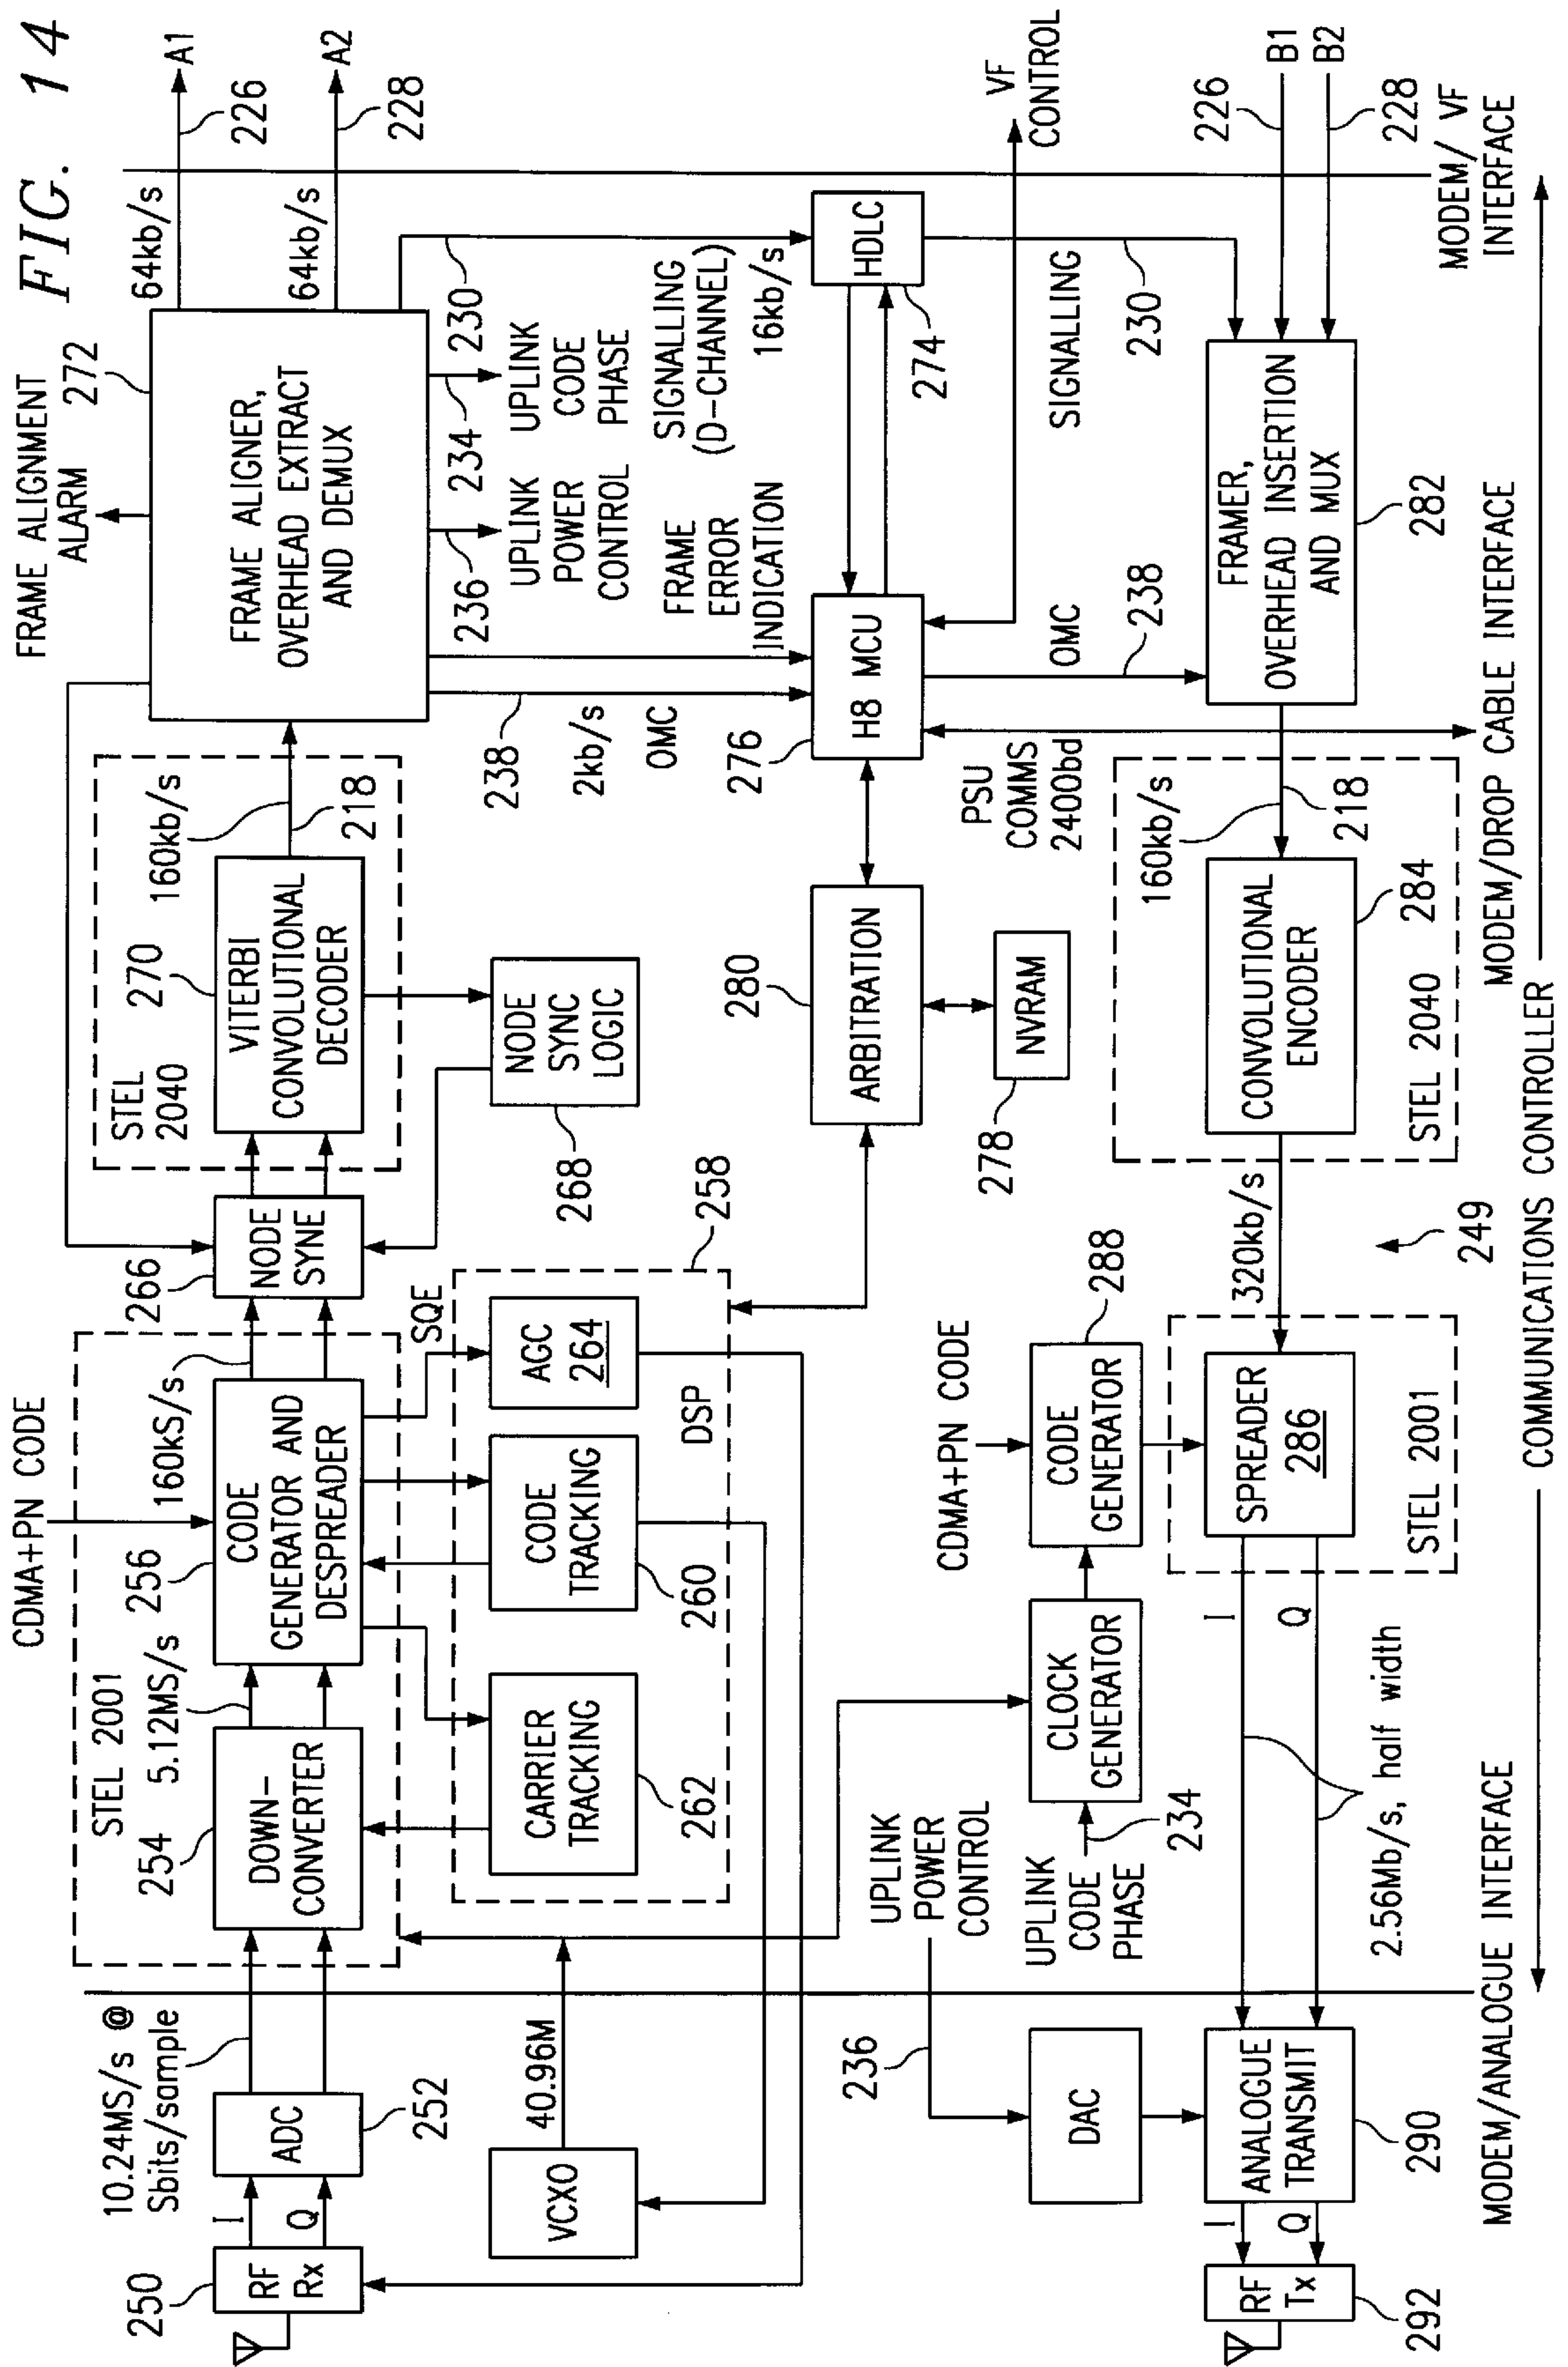 FIG. 14
CDMA+PN CODE
FRAME ALIGNMENT
ALARM
272
10.24MS/s @
Sbits/sample
STEL 2001
5.12MS/s
160kS/s
STEL
2040
160kb/s
64kb/s
A1
226
64kb/s
A2
228
250
RF
Rx
I
Q
ADC
252
254
DOWN-
CONVERTER
256
CODE
GENERATOR AND
DESPREADER
266
NODE
SYNE
270
VITERBI
CONVOLUTIONAL
DECODER
218
FRAME ALIGNER,
OVERHEAD EXTRACT
AND DEMUX
SQE
CARRIER
TRACKING
262
CODE
TRACKING
260
AGC
264
DSP
258
NODE
SYNC
LOGIC
268
VCXO
40.96M
238
2kb/s
OMC
236
UPLINK
POWER
CONTROL
234
UPLINK
CODE
PHASE
230
FRAME
ERROR
INDICATION
SIGNALLING
(D-CHANNEL)
16kb/s
280
ARBITRATION
276
H8 MCU
HDLC
274
NVRAM
278
VF
CONTROL
UPLINK
POWER
CONTROL
236
DAC
UPLINK
CODE
PHASE
234
CLOCK
GENERATOR
CDMA+PN CODE
CODE
GENERATOR
288
PSU
COMMS
2400bd
OMC
238
SIGNALLING
230
226
B1
B2
228
RF
Tx
292
I
Q
ANALOGUE
TRANSMIT
290
I
Q
2.56Mb/s, half width
SPREADER
286
STEL 2001
320kb/s
249
CONVOLUTIONAL
ENCODER
284
STEL 2040
160kb/s
218
FRAMER,
OVERHEAD INSERTION
AND MUX
282
MODEM/ANALOGUE INTERFACE
MODEM/DROP CABLE INTERFACE
MODEM/ VF
INTERFACE
COMMUNICATIONS CONTROLLER